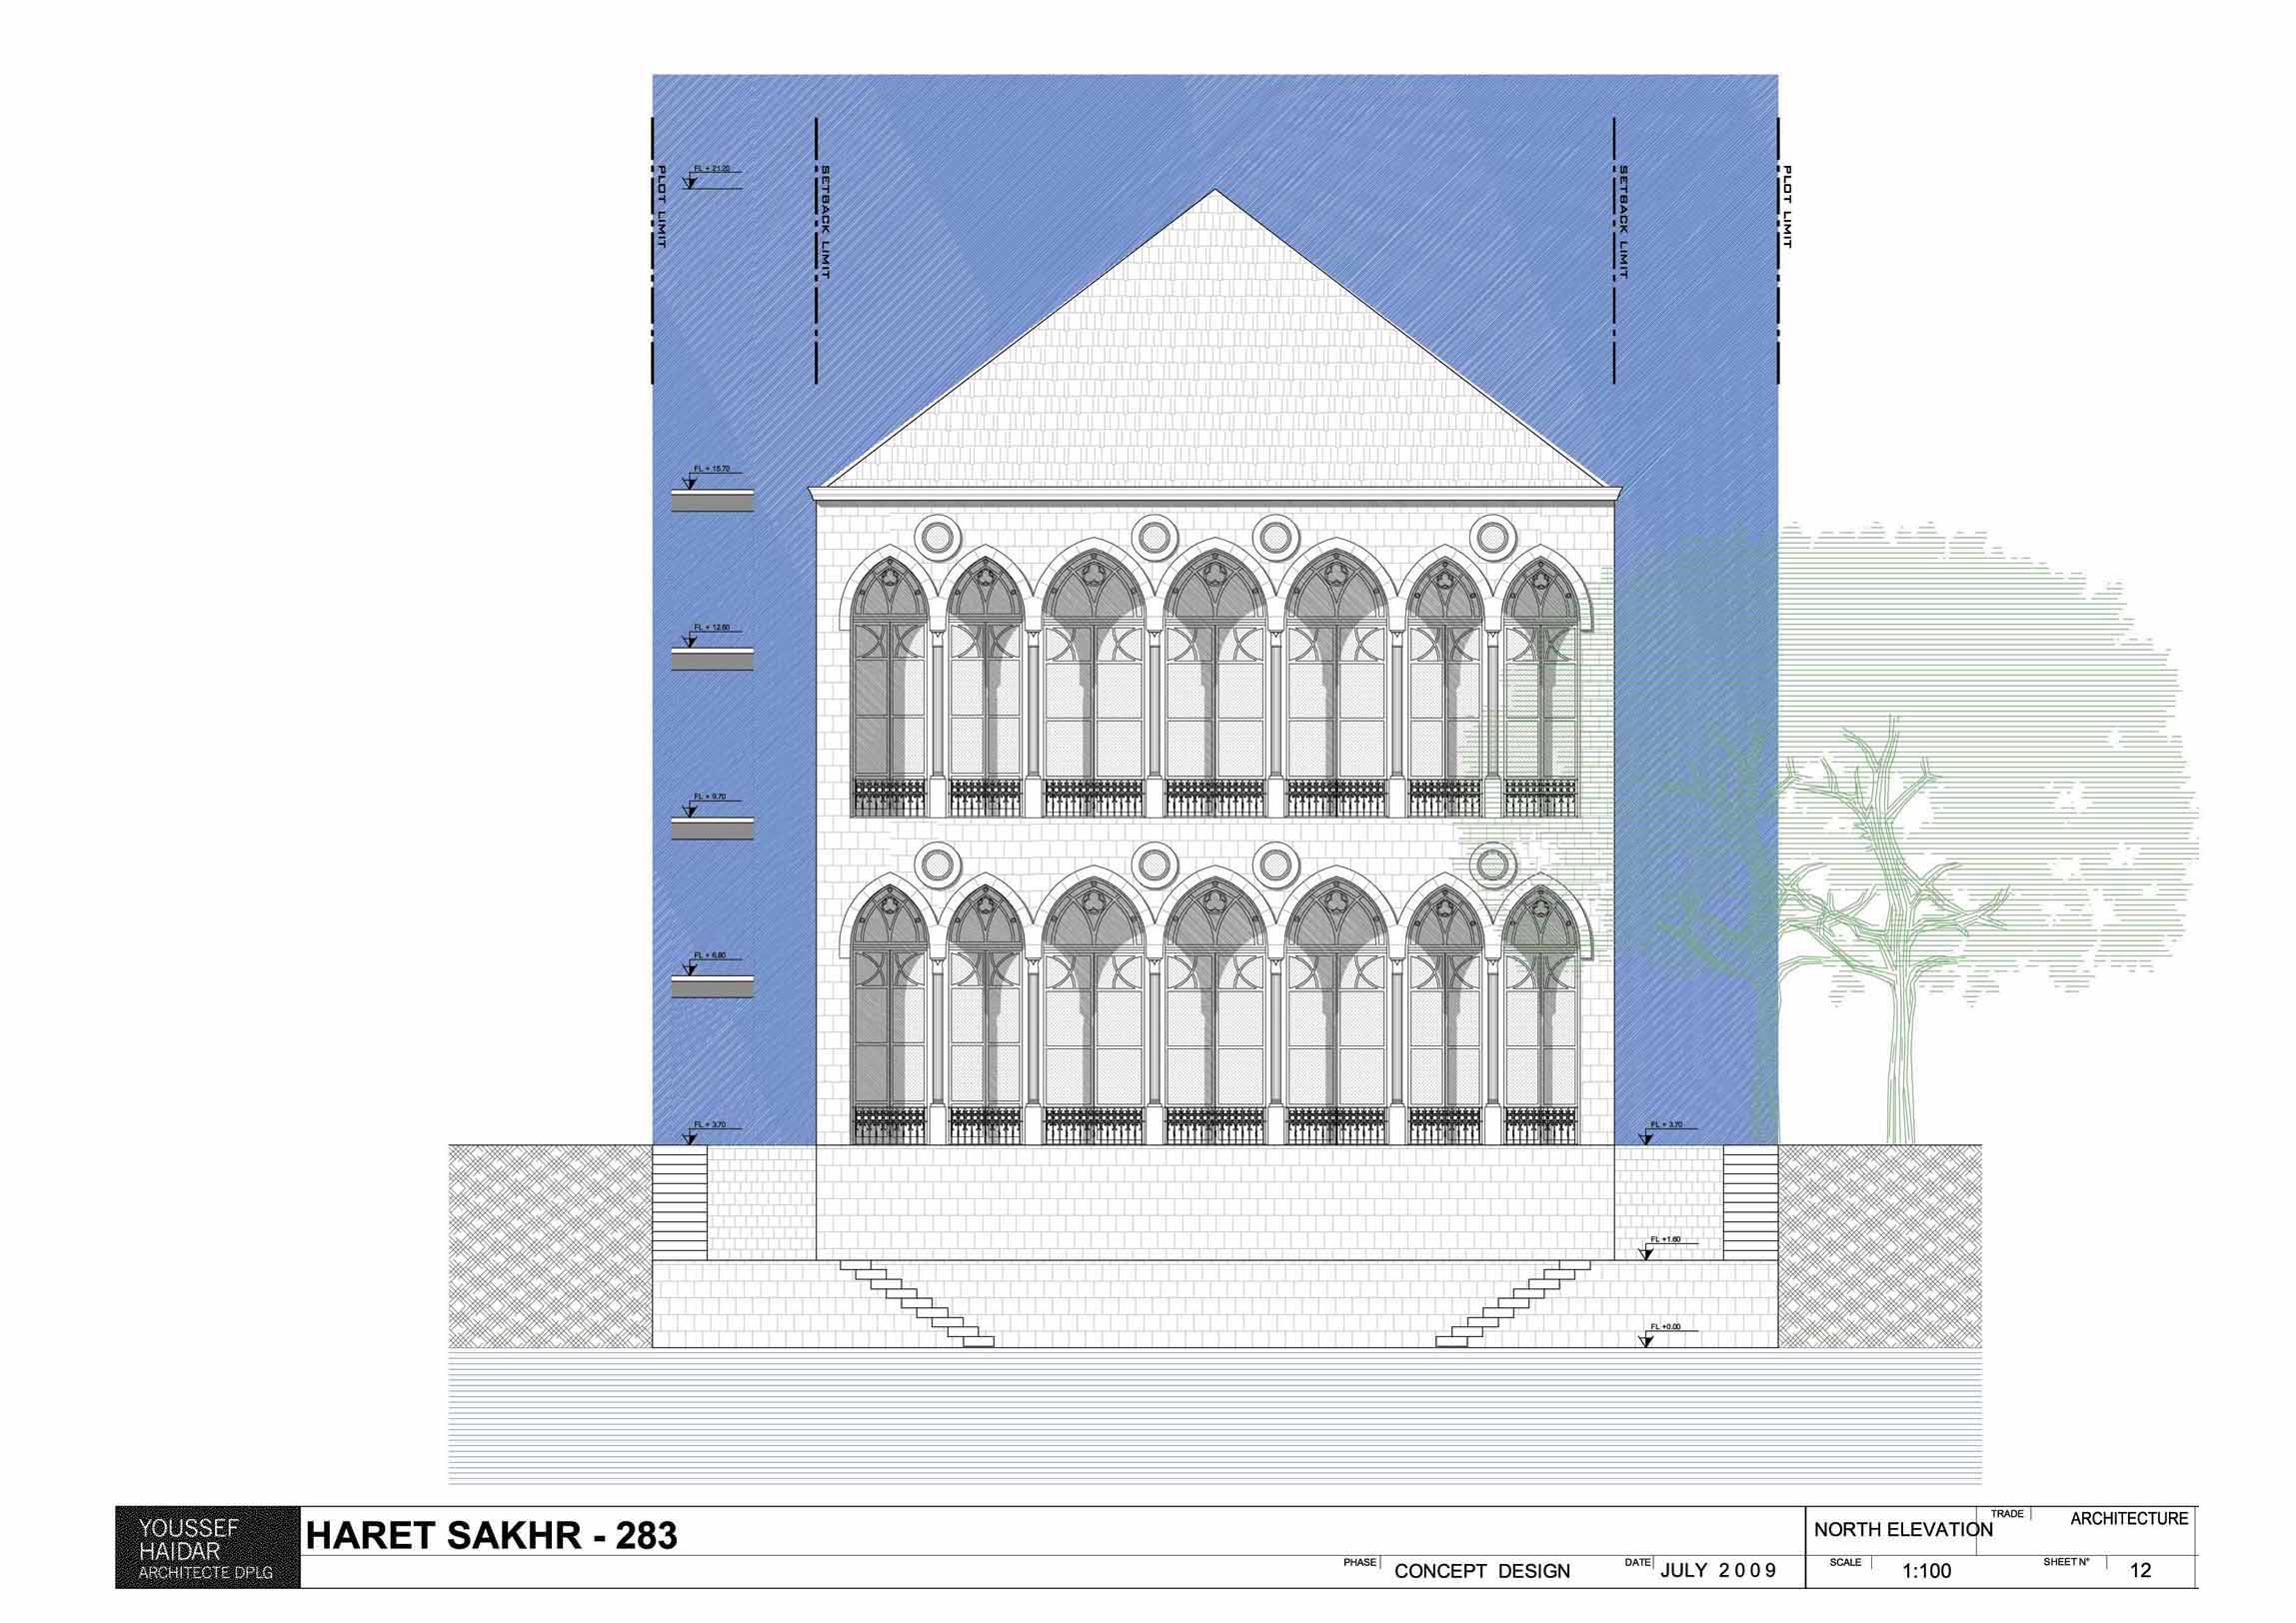 PLOT LIMIT
SETBACK LIMIT
SETBACK LIMIT
PLOT LIMIT
FL + 21.20
FL + 15.70
FL + 12.80
FL + 9.70
FL + 6.80
FL + 3.70
FL + 3.70
FL +1.60
FL +0.00
YOUSSEF
HAIDAR
ARCHITECTE DPLG
HARET SAKHR - 283
PHASE CONCEPT DESIGN
DATE JULY 2009
NORTH ELEVATION
TRADE ARCHITECTURE
SCALE 1:100
SHEET N° 12